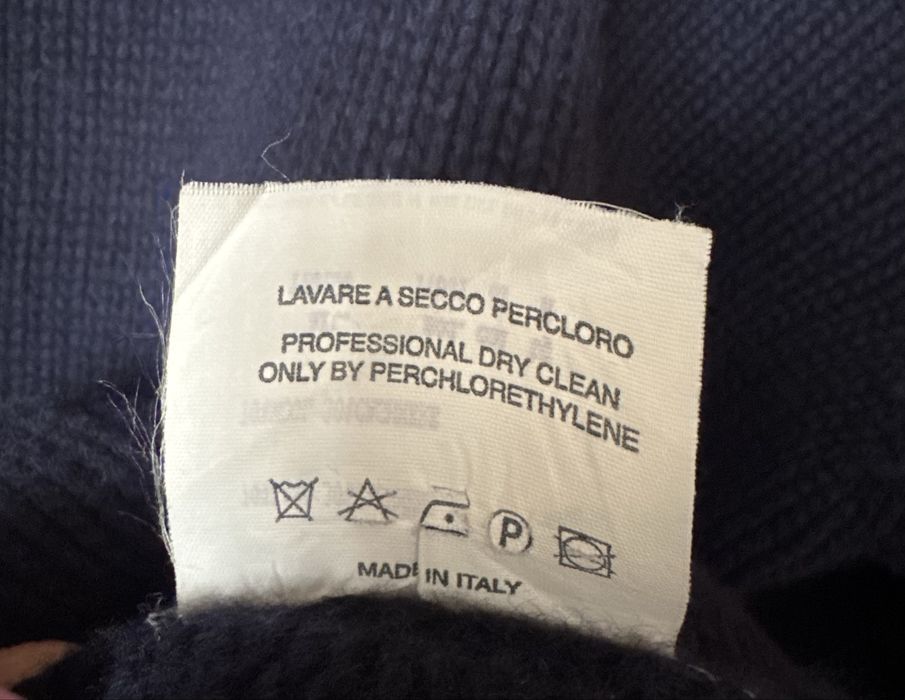 LAVARE A SECCO PERCLORO
PROFESSIONAL DRY CLEAN
ONLY BY PERCHLORETHYLENE
P
MADE IN ITALY